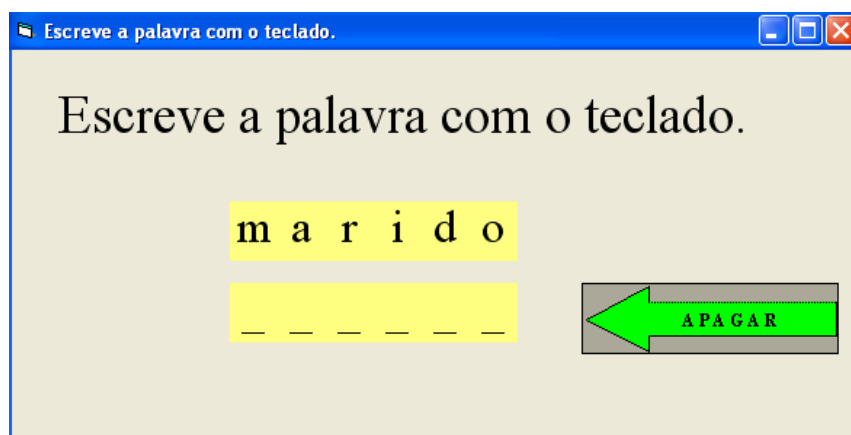 Escreve a palavra com o teclado.
Escreve a palavra com o teclado.
m a r i d o
_ _ _ _ _ _
APAGAR